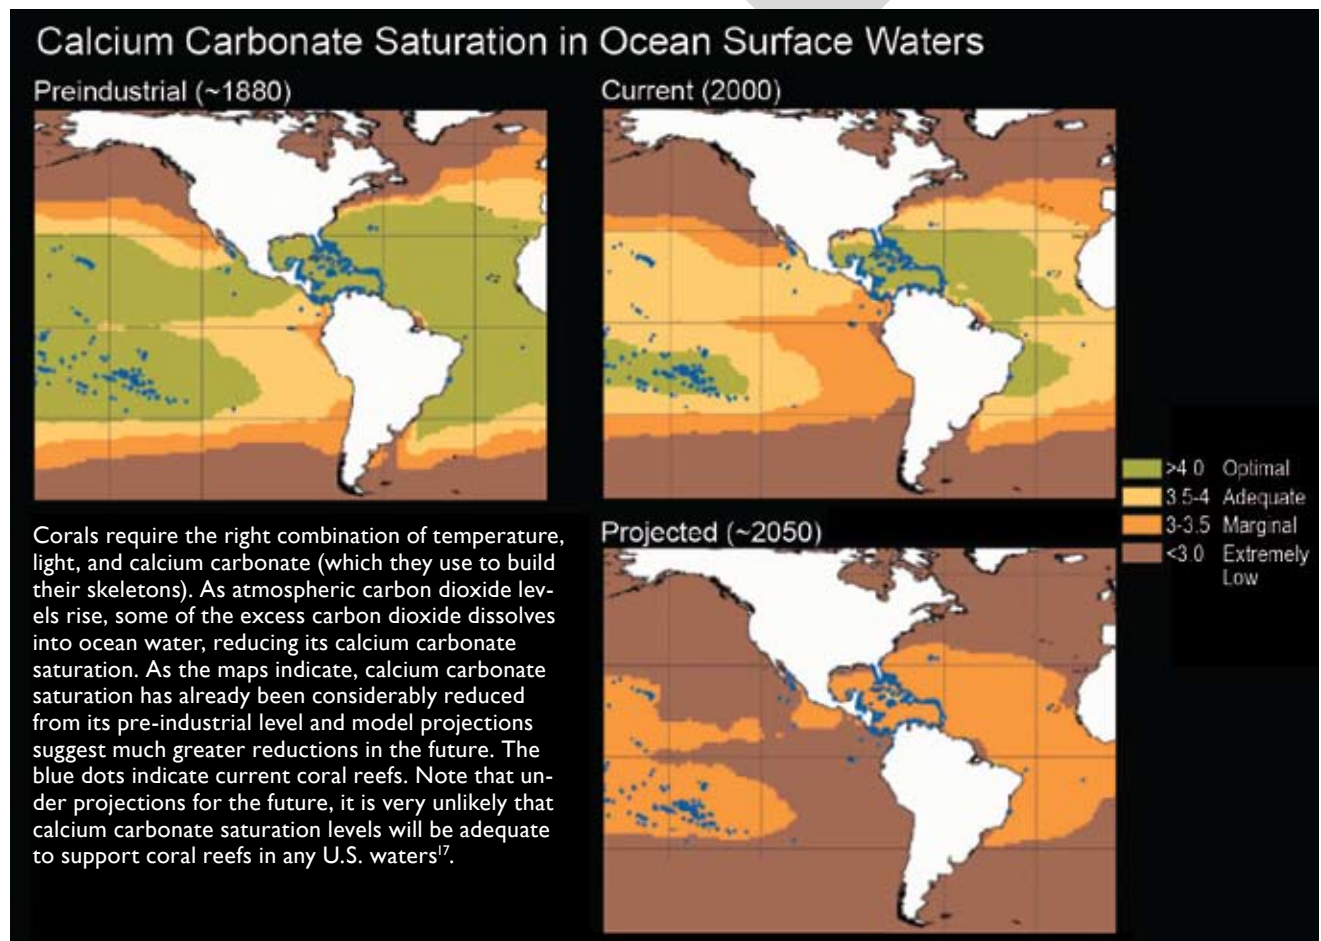 Calcium Carbonate Saturation in Ocean Surface Waters
Preindustrial (~1880)
Current (2000)
>4.0 Optimal
3.5-4 Adequate
3-3.5 Marginal
<3.0 Extremely
Low
Projected (~2050)
Corals require the right combination of temperature,
light, and calcium carbonate (which they use to build
their skeletons). As atmospheric carbon dioxide lev-
els rise, some of the excess carbon dioxide dissolves
into ocean water, reducing its calcium carbonate
saturation. As the maps indicate, calcium carbonate
saturation has already been considerably reduced
from its pre-industrial level and model projections
suggest much greater reductions in the future. The
blue dots indicate current coral reefs. Note that un-
der projections for the future, it is very unlikely that
calcium carbonate saturation levels will be adequate
to support coral reefs in any U.S. waters¹⁷.